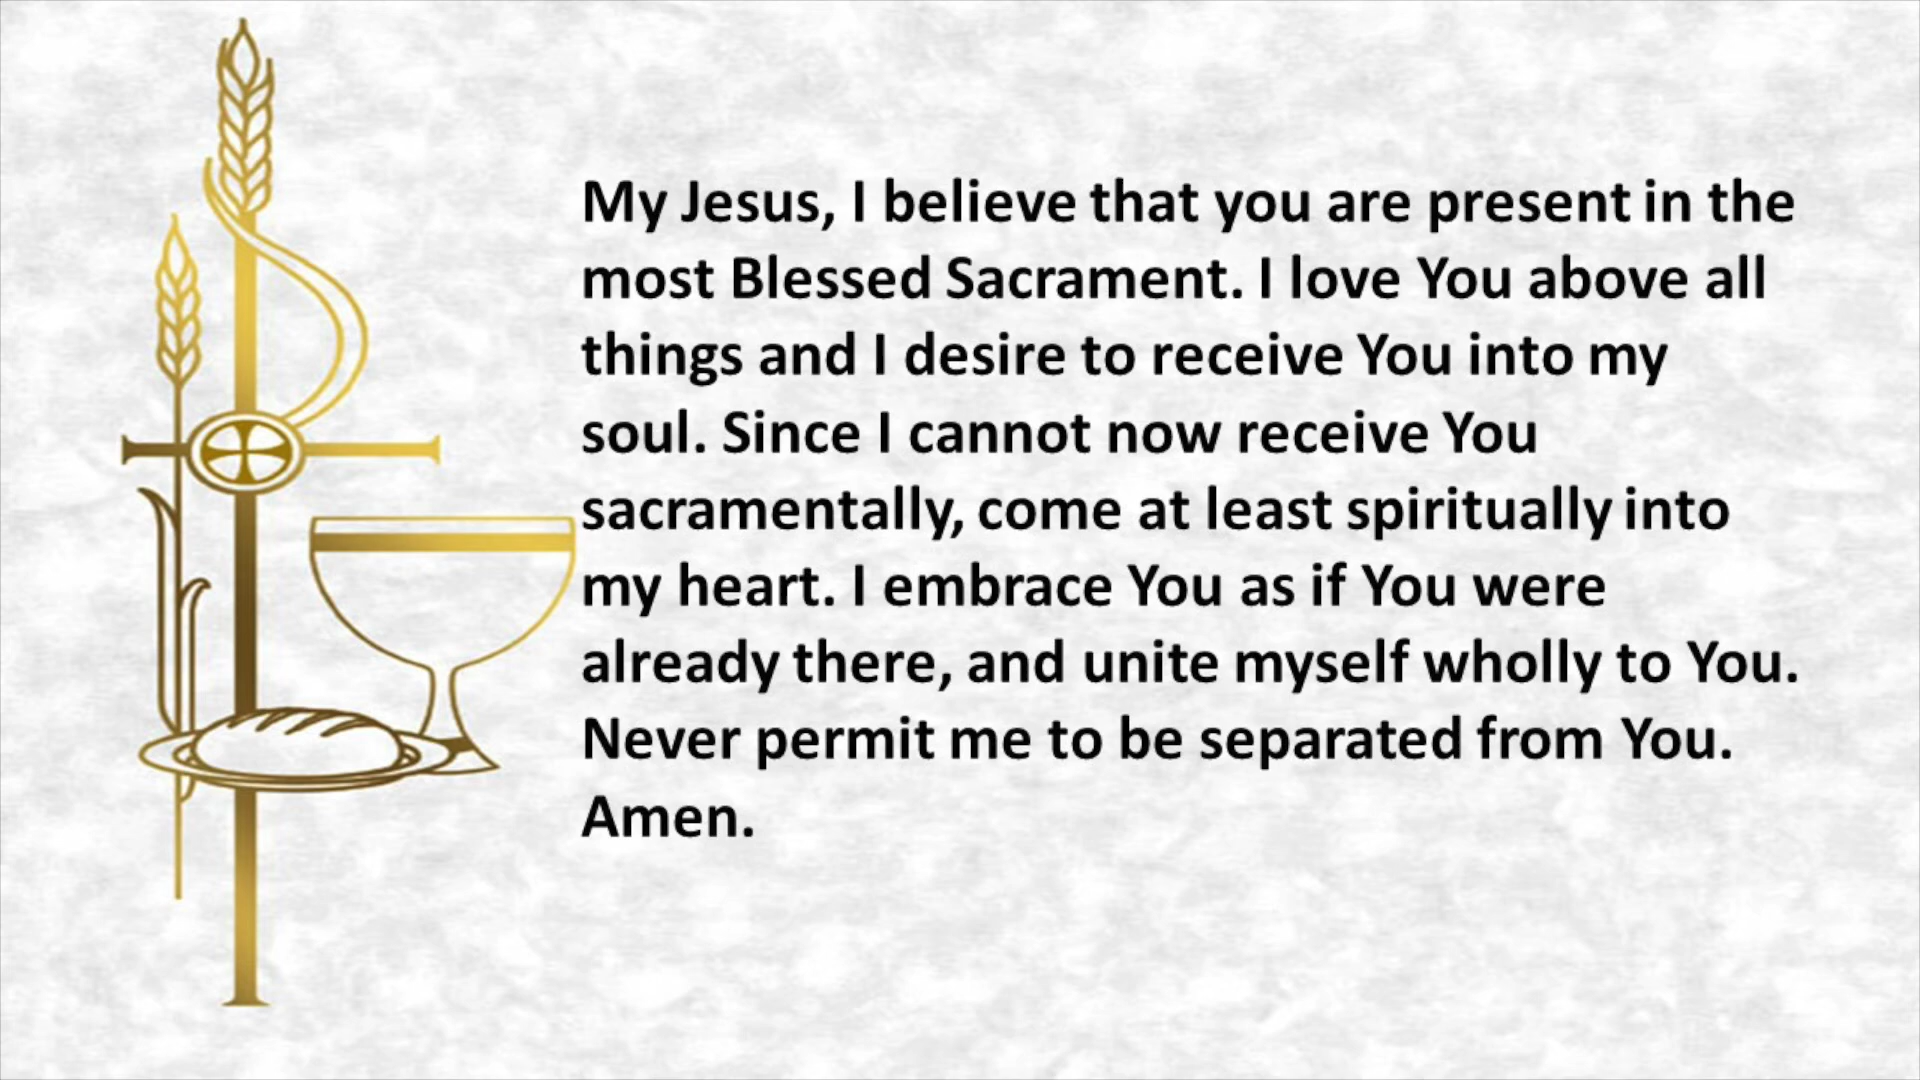 My Jesus, I believe that you are present in the
most Blessed Sacrament. I love You above all
things and I desire to receive You into my
soul. Since I cannot now receive You
sacramentally, come at least spiritually into
my heart. I embrace You as if You were
already there, and unite myself wholly to You.
Never permit me to be separated from You.
Amen.